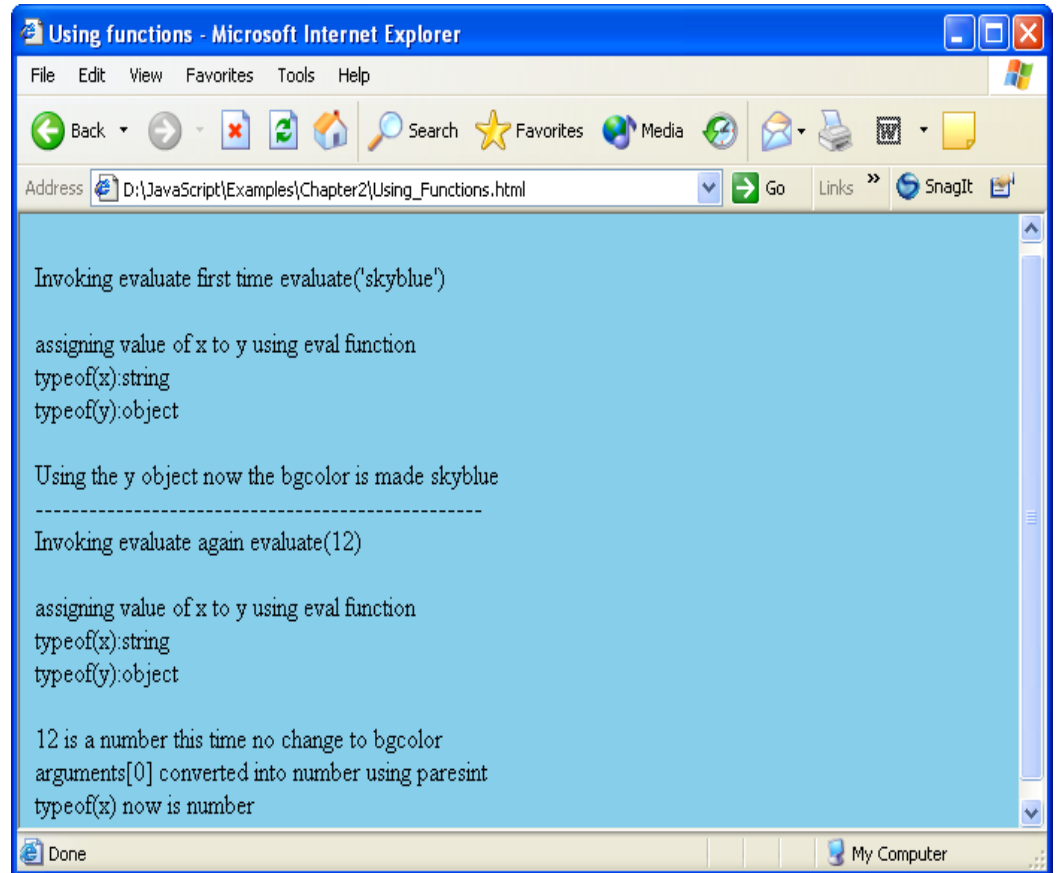 Using functions - Microsoft Internet Explorer
File Edit View Favorites Tools Help
Back Search Favorites Media
Address D:\JavaScript\Examples\Chapter2\Using_Functions.html Go Links » SnagIt
Invoking evaluate first time evaluate('skyblue')
assigning value of x to y using eval function
typeof(x):string
typeof(y):object
Using the y object now the bgcolor is made skyblue
-------------------------------------------------
Invoking evaluate again evaluate(12)
assigning value of x to y using eval function
typeof(x):string
typeof(y):object
12 is a number this time no change to bgcolor
arguments[0] converted into number using paresint
typeof(x) now is number
Done My Computer